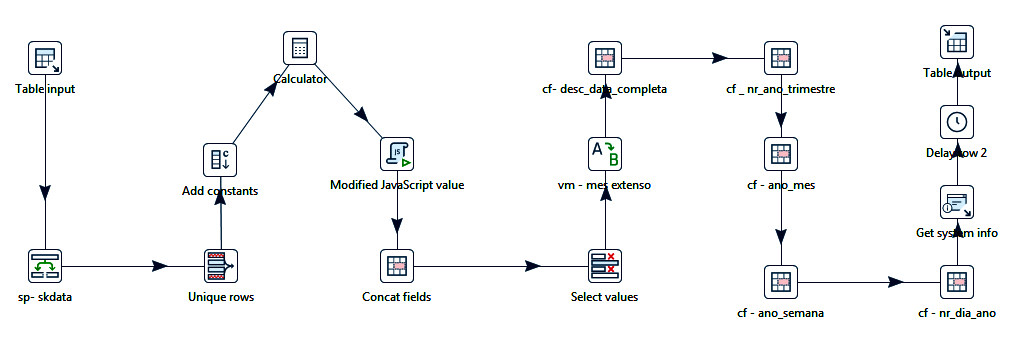 Table input
sp- skdata
Unique rows
Add constants
Calculator
Modified JavaScript value
Concat fields
Select values
vm - mes extenso
cf- desc_data_completa
cf _ nr_ano_trimestre
cf - ano_mes
cf - ano_semana
cf - nr_dia_ano
Get system info
Delay row 2
Table output